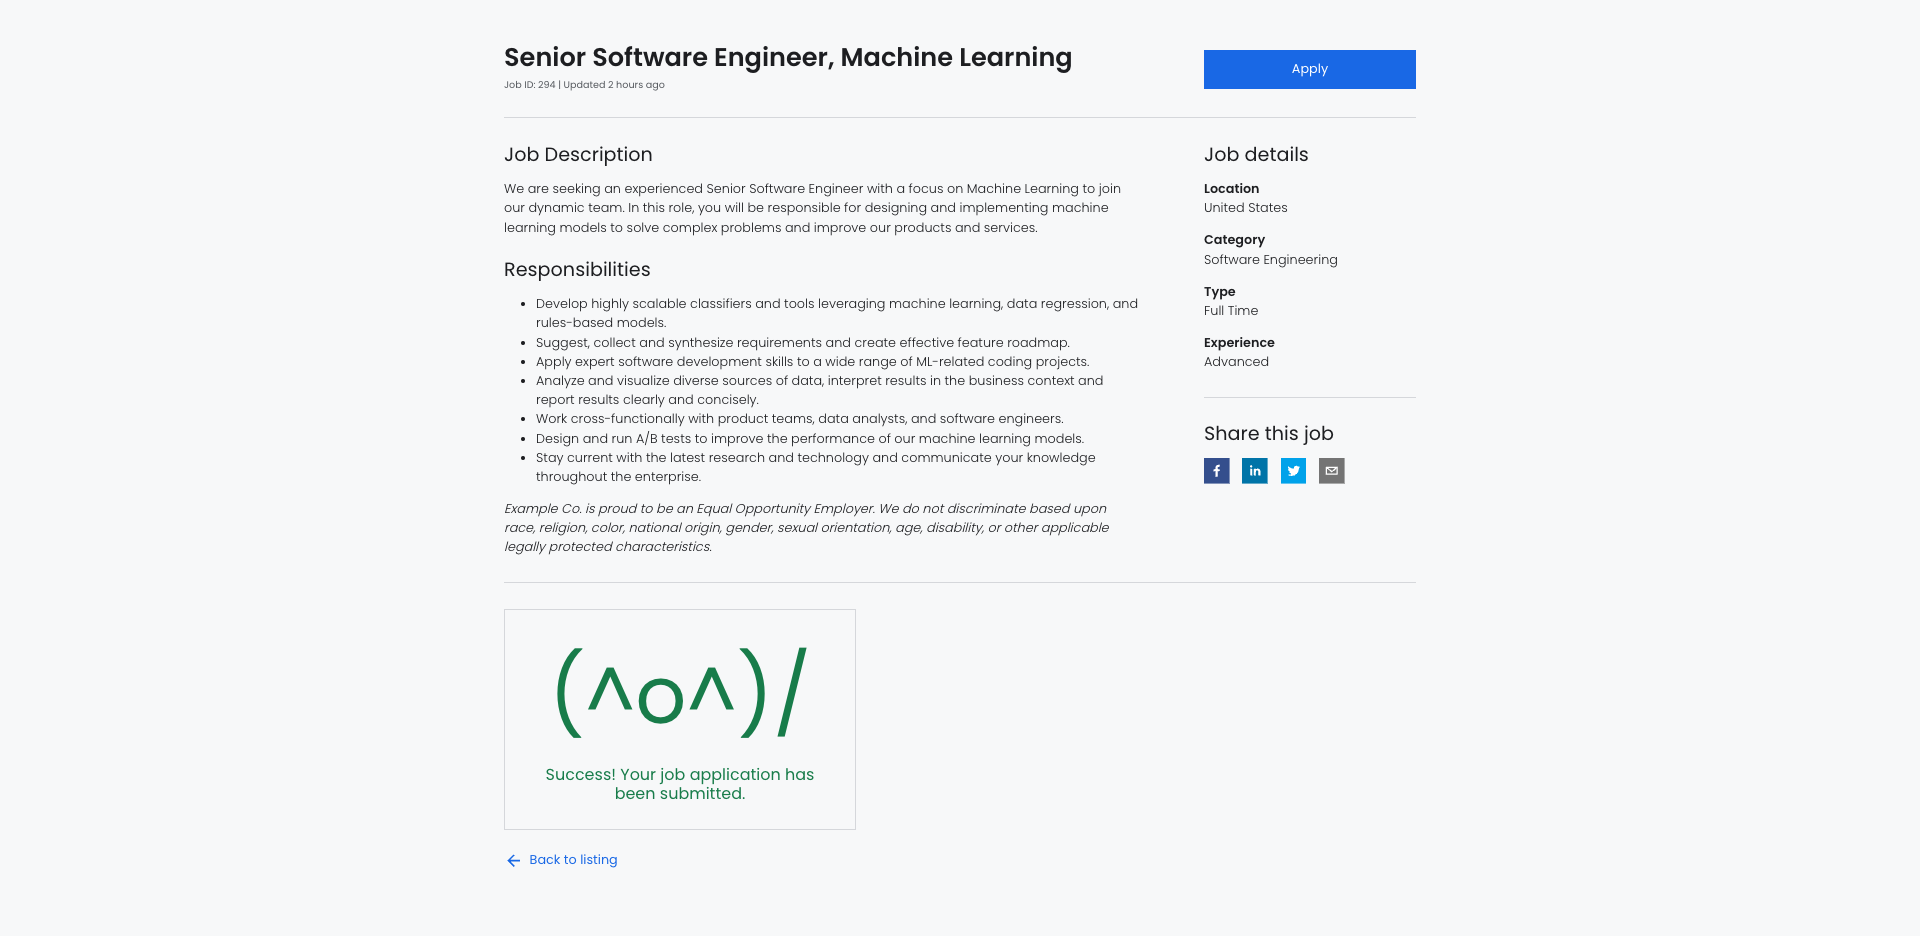 Senior Software Engineer, Machine Learning
Job ID: 294 | Updated 2 hours ago
Apply
Job Description
We are seeking an experienced Senior Software Engineer with a focus on Machine Learning to join
our dynamic team. In this role, you will be responsible for designing and implementing machine
learning models to solve complex problems and improve our products and services.
Responsibilities
• Develop highly scalable classifiers and tools leveraging machine learning, data regression, and
rules-based models.
• Suggest, collect and synthesize requirements and create effective feature roadmap.
• Apply expert software development skills to a wide range of ML-related coding projects.
• Analyze and visualize diverse sources of data, interpret results in the business context and
report results clearly and concisely.
• Work cross-functionally with product teams, data analysts, and software engineers.
• Design and run A/B tests to improve the performance of our machine learning models.
• Stay current with the latest research and technology and communicate your knowledge
throughout the enterprise.
Example Co. is proud to be an Equal Opportunity Employer. We do not discriminate based upon
race, religion, color, national origin, gender, sexual orientation, age, disability, or other applicable
legally protected characteristics.
Job details
Location
United States
Category
Software Engineering
Type
Full Time
Experience
Advanced
Share this job
(^o^)/
Success! Your job application has
been submitted.
Back to listing